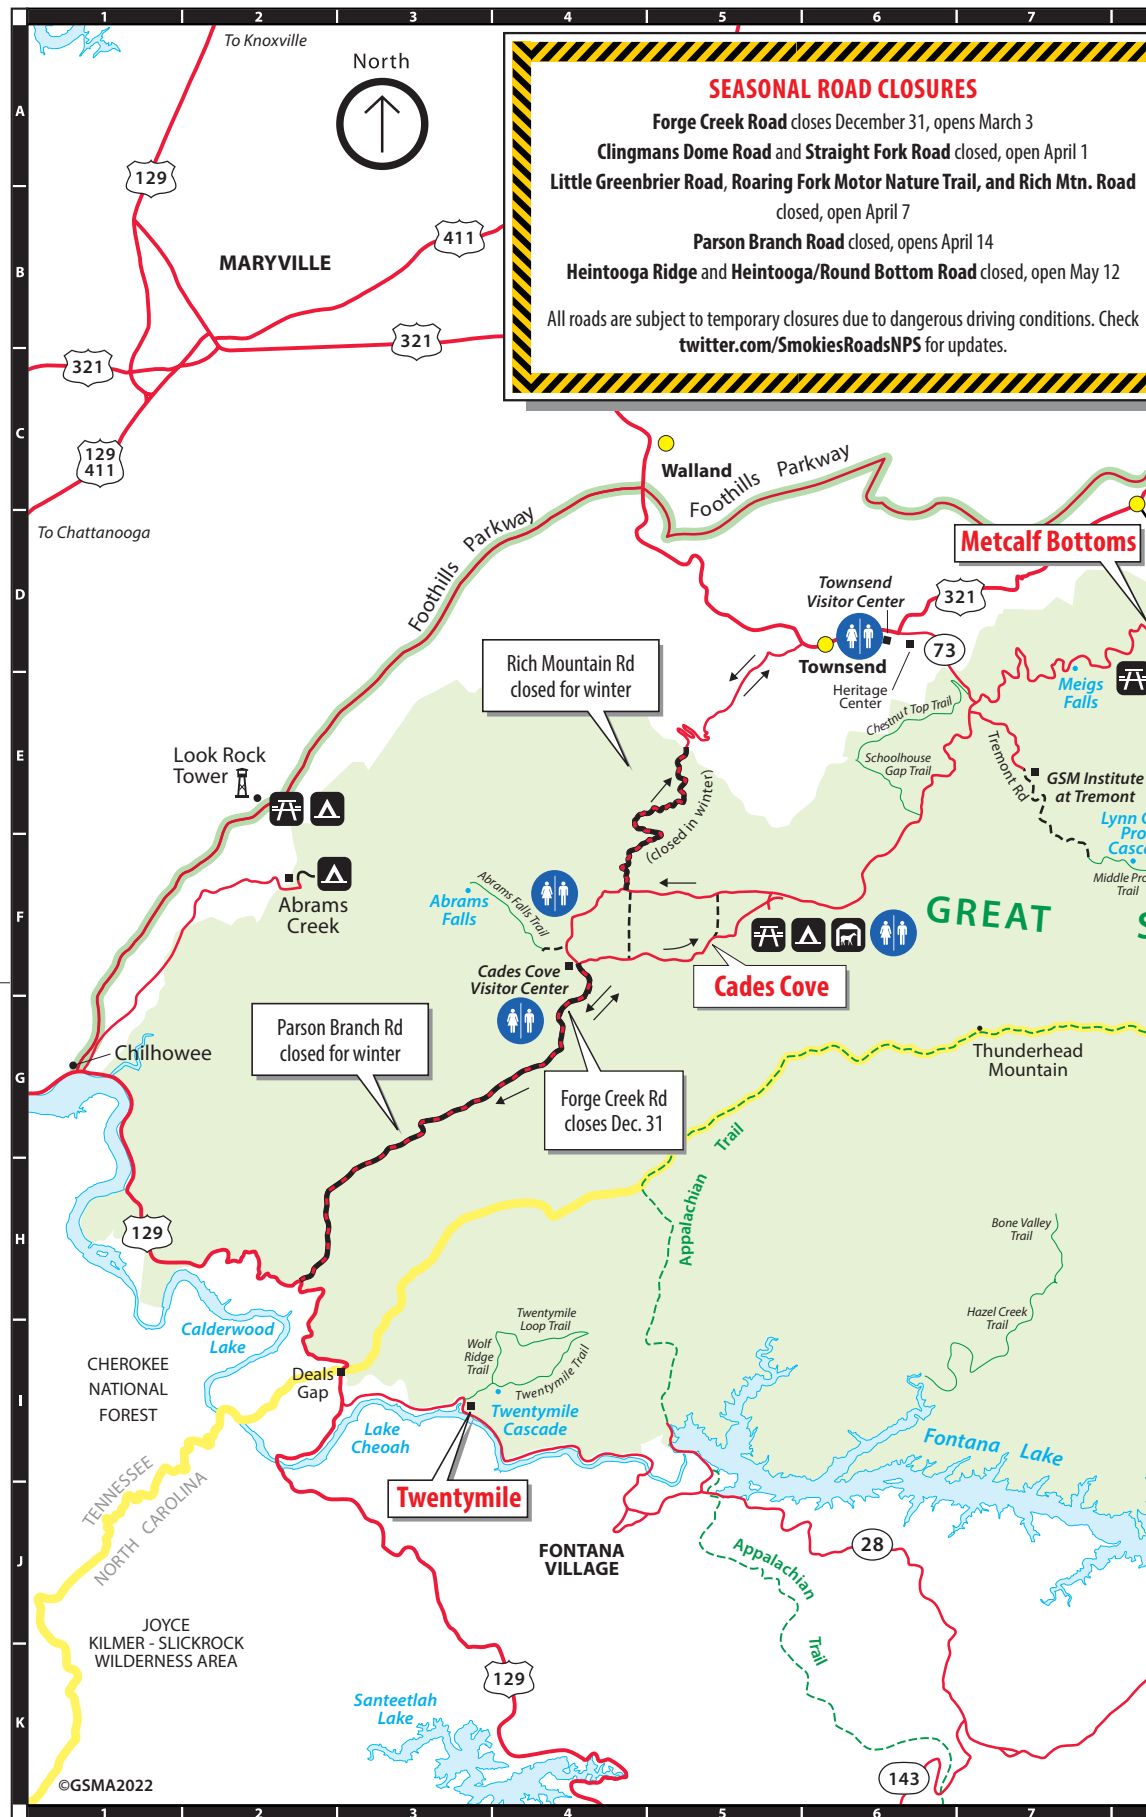 1 2 3 4 5 6 7
To Knoxville
North
SEASONAL ROAD CLOSURES
Forge Creek Road closes December 31, opens March 3
Clingmans Dome Road and Straight Fork Road closed, open April 1
Little Greenbrier Road, Roaring Fork Motor Nature Trail, and Rich Mtn. Road
closed, open April 7
Parson Branch Road closed, opens April 14
Heintooga Ridge and Heintooga/Round Bottom Road closed, open May 12
All roads are subject to temporary closures due to dangerous driving conditions. Check
twitter.com/SmokiesRoadsNPS for updates.
A
129
B
MARYVILLE
411
321
321
C
129
411
To Chattanooga
Walland
Foothills Parkway
Foothills Parkway
Metcalf Bottoms
D
Townsend
Visitor Center
321
73
Townsend
Heritage
Center
Meigs
Falls
Rich Mountain Rd
closed for winter
Chestnut Top Trail
E
Look Rock
Tower
Schoolhouse
Gap Trail
Tremont Rd
GSM Institute
at Tremont
(closed in winter)
Lynn C
Pro
Casca
Middle Pro
Trail
F
Abrams
Creek
Abrams
Falls
Abrams Falls Trail
GREAT S
Cades Cove
Visitor Center
Cades Cove
Parson Branch Rd
closed for winter
Chilhowee
G
Forge Creek Rd
closes Dec. 31
Thunderhead
Mountain
Appalachian Trail
H
129
Bone Valley
Trail
Hazel Creek
Trail
Calderwood
Lake
Twentymile
Loop Trail
Wolf
Ridge
Trail
Twentymile Trail
CHEROKEE
NATIONAL
FOREST
Deals
Gap
I
Twentymile
Cascade
Lake
Cheoah
Fontana Lake
TENNESSEE
NORTH CAROLINA
Twentymile
J
FONTANA
VILLAGE
28
Appalachian Trail
JOYCE
KILMER - SLICKROCK
WILDERNESS AREA
129
K
Santeetlah
Lake
143
©GSMA2022
1 2 3 4 5 6 7